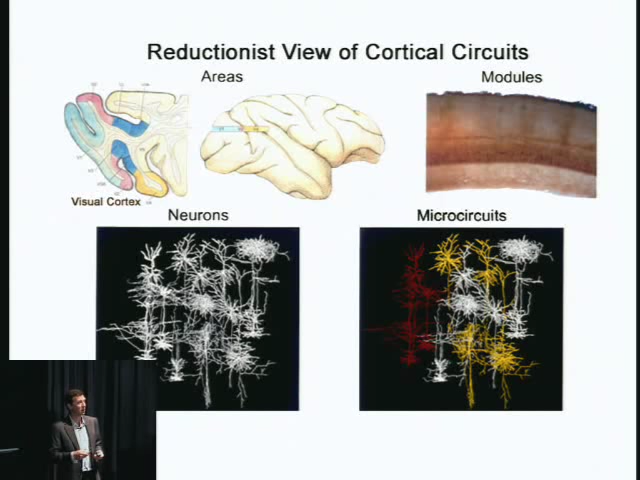 Reductionist View of Cortical Circuits
Areas
Modules
Visual Cortex
Neurons
Microcircuits